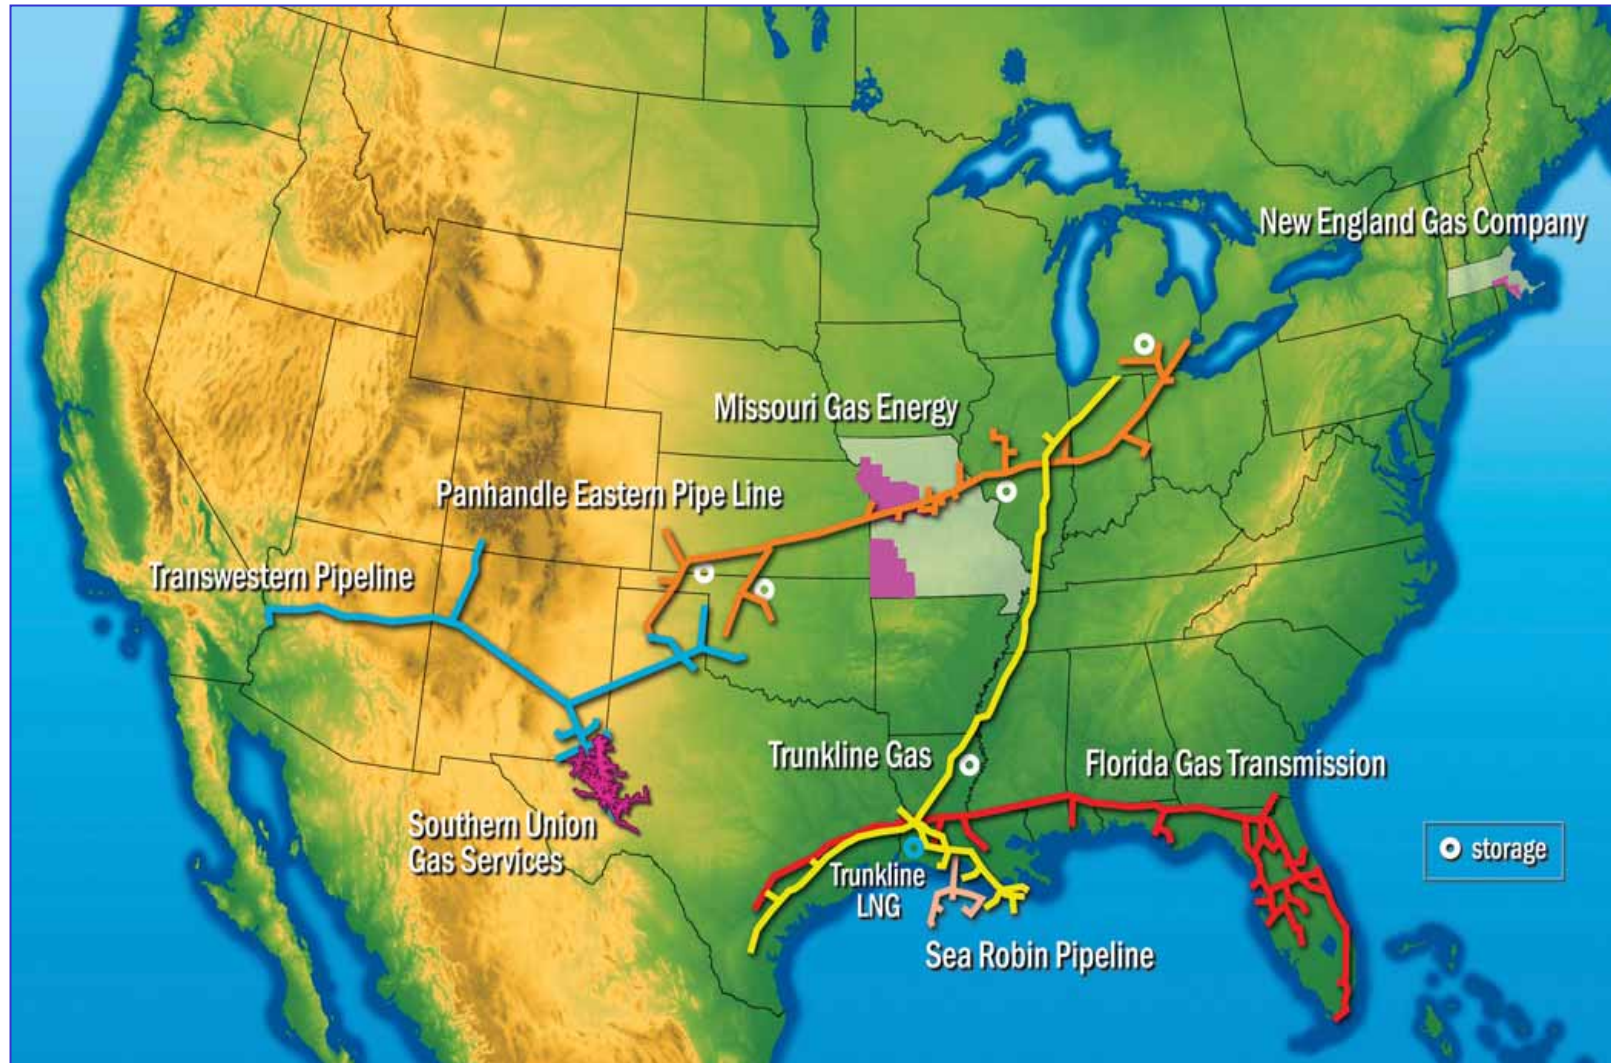 New England Gas Company
Missouri Gas Energy
Panhandle Eastern Pipe Line
Transwestern Pipeline
Trunkline Gas
Florida Gas Transmission
Southern Union
Gas Services
storage
Trunkline
LNG
Sea Robin Pipeline